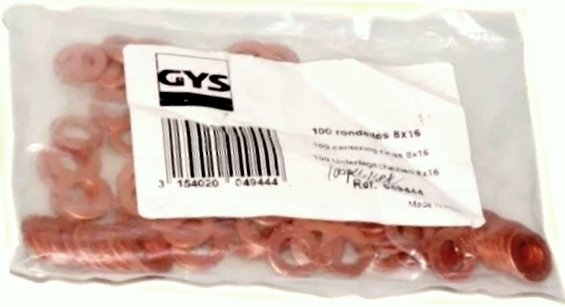 GYS
100 rondelles 8x16
100 centering rings 8x16
100 Unterlegscheiben 8x16
Ref. 049444
Made in
3 154020 049444